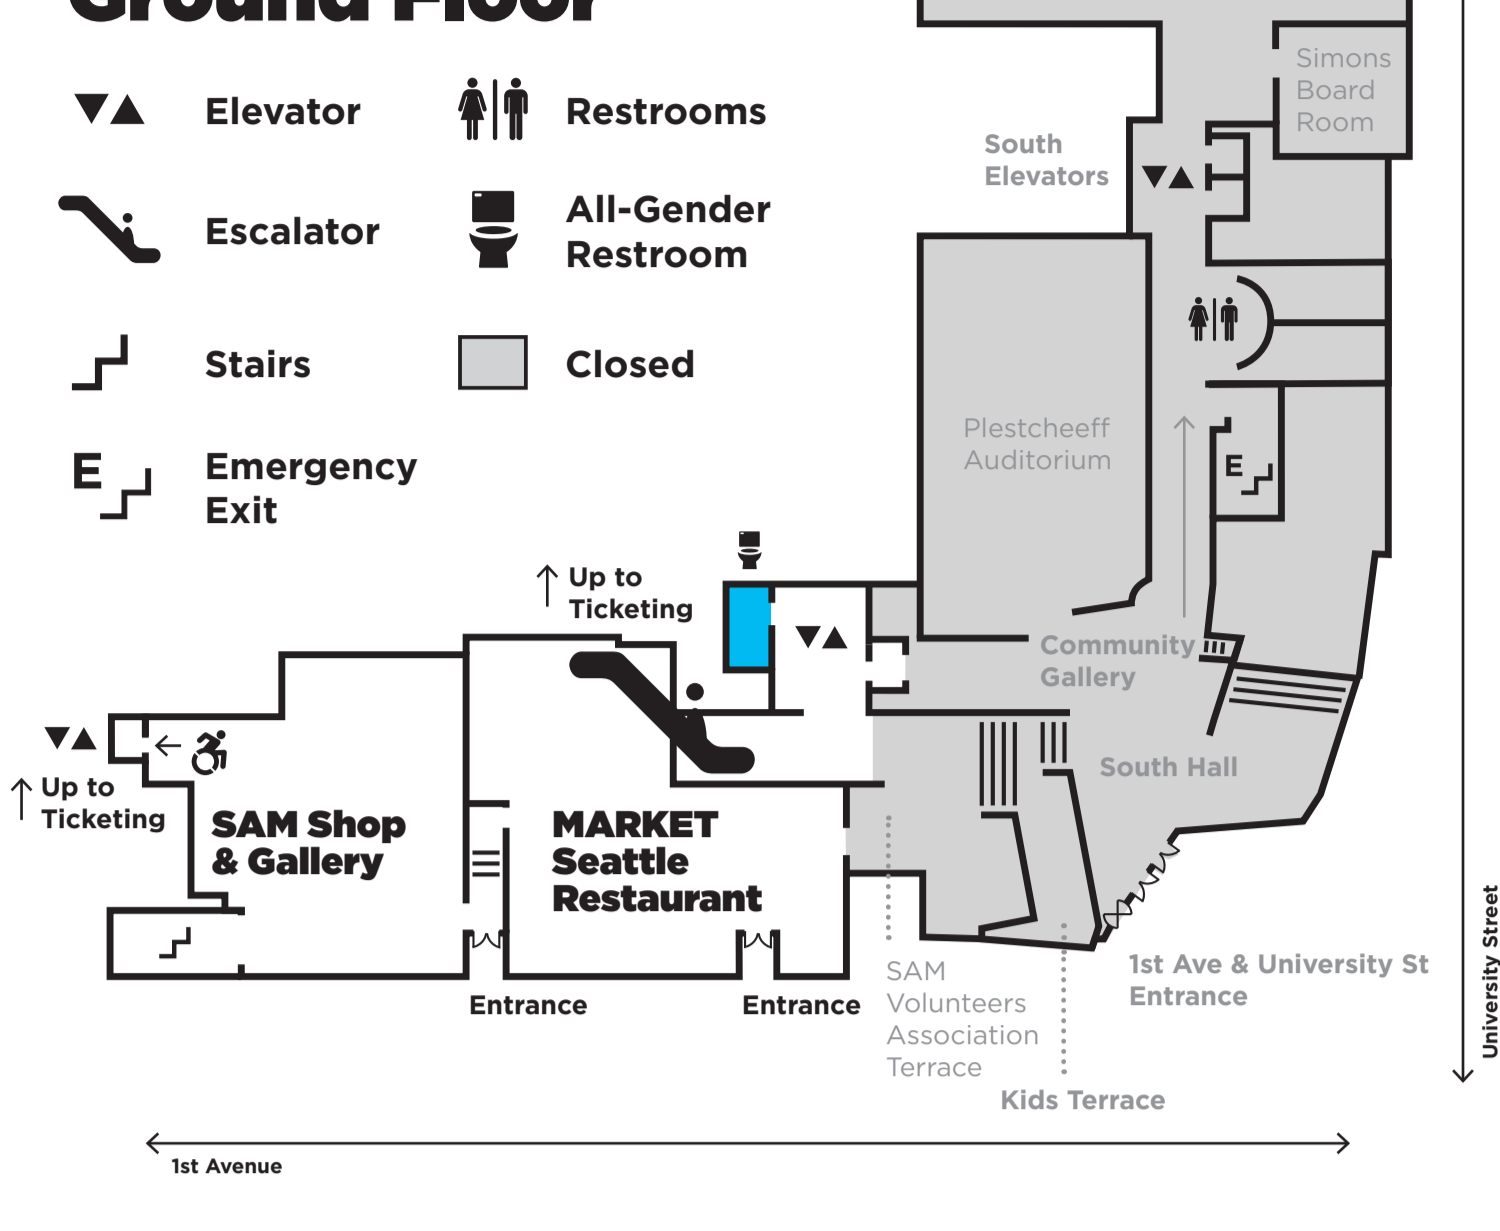 Ground Floor
Elevator
Restrooms
Escalator
All-Gender
Restroom
Stairs
Closed
E
Emergency
Exit
Simons
Board
Room
South
Elevators
Plestcheeff
Auditorium
E
Up to
Ticketing
Community
Gallery
South Hall
Up to
Ticketing
SAM Shop
& Gallery
MARKET
Seattle
Restaurant
Entrance
Entrance
SAM
Volunteers
Association
Terrace
1st Ave & University St
Entrance
Kids Terrace
University Street
1st Avenue